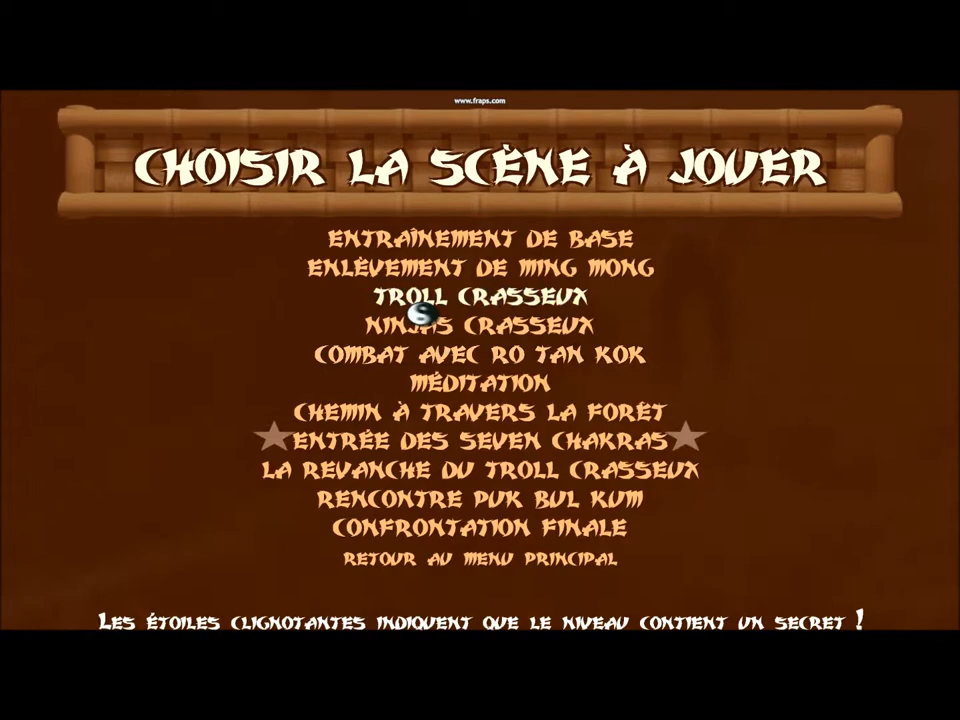 www.fraps.com
CHOISIR LA SCÈNE À JOUER
ENTRAÎNEMENT DE BASE
ENLÈVEMENT DE MING MONG
TROLL CRASSEUX
NINJAS CRASSEUX
COMBAT AVEC RO TAN KOK
MÉDITATION
CHEMIN À TRAVERS LA FORÊT
ENTRÉE DES SEVEN CHAKRAS
LA REVANCHE DU TROLL CRASSEUX
RENCONTRE PUK BUL KUM
CONFRONTATION FINALE
RETOUR AU MENU PRINCIPAL
LES ÉTOILES CLIGNOTANTES INDIQUENT QUE LE NIVEAU CONTIENT UN SECRET !